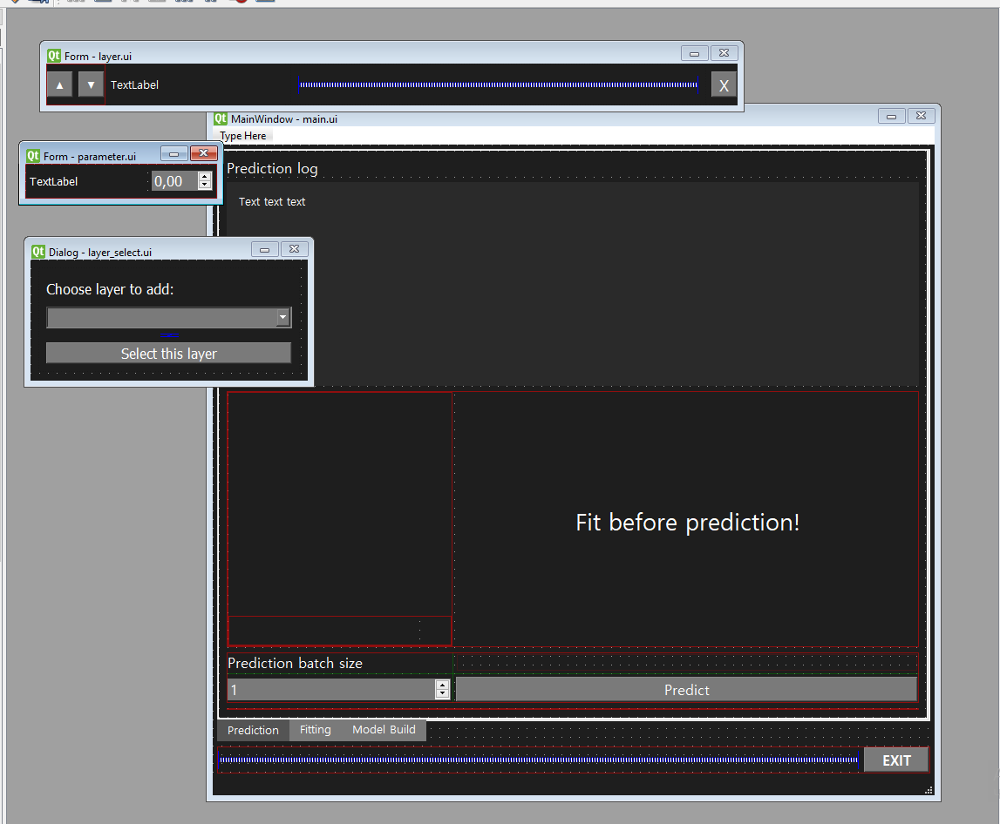 Qt Form - layer.ui
▲ ▼ TextLabel X
Qt MainWindow - main.ui
Type Here
Qt Form - parameter.ui
TextLabel 0,00
Prediction log
Text text text
Qt Dialog - layer_select.ui
Choose layer to add:
Select this layer
Fit before prediction!
Prediction batch size
1 Predict
Prediction Fitting Model Build
EXIT